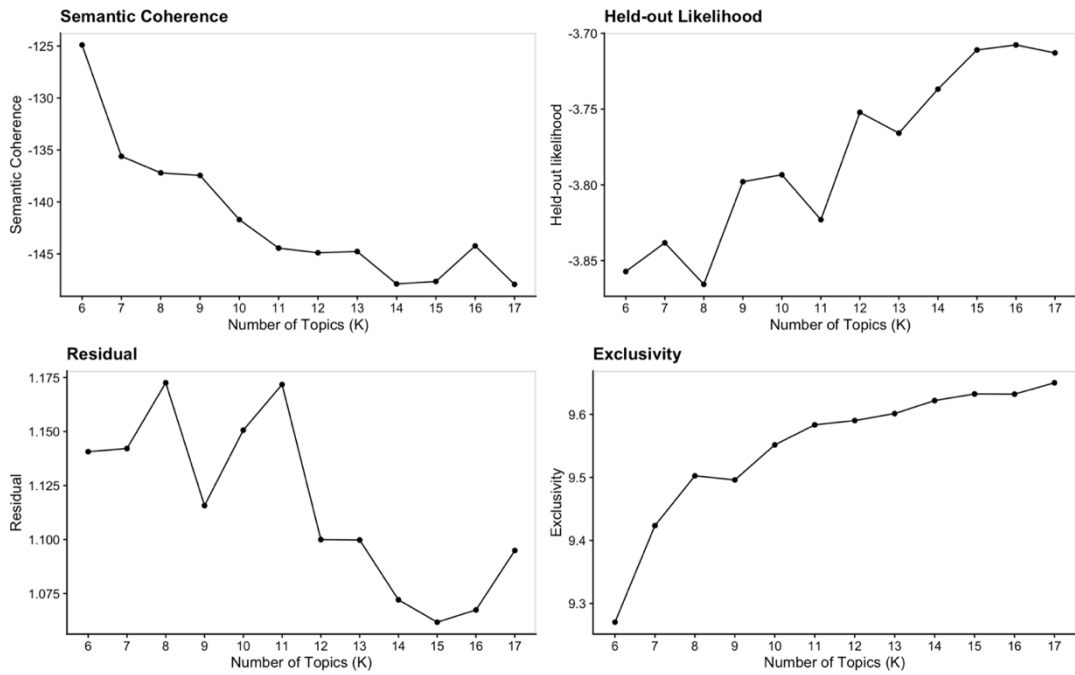 Semantic Coherence
-125
-130
-135
-140
-145
Semantic Coherence
6 7 8 9 10 11 12 13 14 15 16 17
Number of Topics (K)
Held-out Likelihood
-3.70
-3.75
-3.80
-3.85
Held-out likelihood
6 7 8 9 10 11 12 13 14 15 16 17
Number of Topics (K)
Residual
1.175
1.150
1.125
1.100
1.075
Residual
6 7 8 9 10 11 12 13 14 15 16 17
Number of Topics (K)
Exclusivity
9.6
9.5
9.4
9.3
Exclusivity
6 7 8 9 10 11 12 13 14 15 16 17
Number of Topics (K)